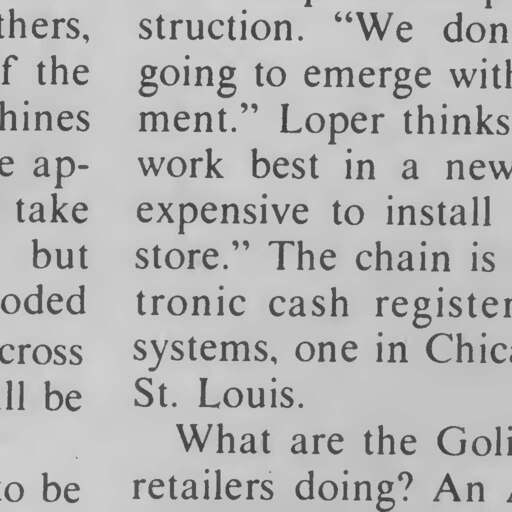 thers,
f the
hines
e ap-
take
but
oded
cross
ll be
to be
struction. “We don
going to emerge with
ment.” Loper thinks
work best in a new
expensive to install
store.” The chain is
tronic cash register
systems, one in Chica
St. Louis.
What are the Goli
retailers doing? An A